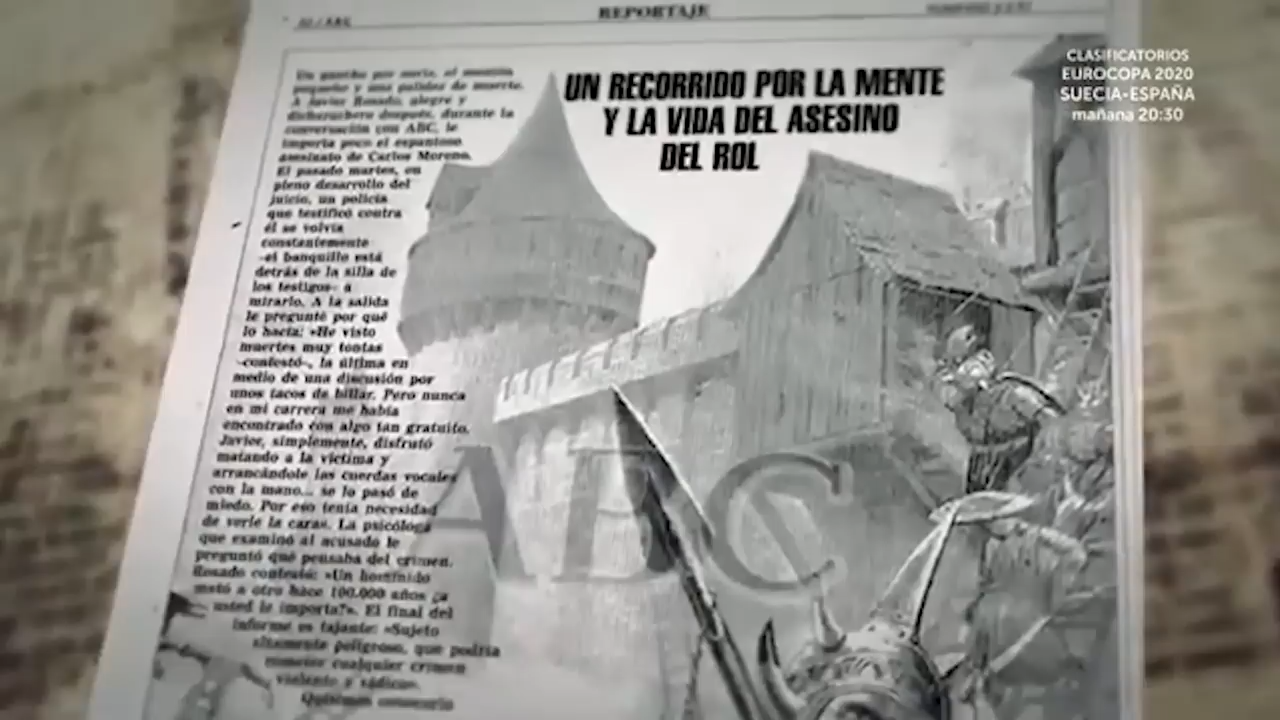 REPORTAJE
UN RECORRIDO POR LA MENTE
Y LA VIDA DEL ASESINO
DEL ROL
CLASIFICATORIOS
EUROCOPA 2020
SUECIA-ESPAÑA
mañana 20:30
pequeño y una palidez de muerte.
A Javier Rosado, alegre y
dicharachero después, durante la
conversación con ABC, le
importa poco el espantoso
asesinato de Carlos Moreno.
El pasado martes, en
pleno desarrollo del
juicio, un policía
que testificó contra
él se volvía
constantemente
-el banquillo está
detrás de la silla de
los testigos- a
mirarlo. A la salida
le pregunté por qué
lo hacía: «He visto
muertes muy tontas
-confestó-, la última en
medio de una discusión por
unos tacos de billar. Pero nunca
en mi carrera me había
encontrado con algo tan gratuito.
Javier, simplemente, disfrutó
matando a la víctima y
arrancándole las cuerdas vocales
con la mano... se lo pasó de
miedo. Por eso tenía necesidad
de verle la cara». La psicóloga
que examinó al acusado le
preguntó qué pensaba del crimen.
Rosado contestó: «Un homínido
mató a otro hace 100.000 años ¿a
usted le importa?». El final del
informe es tajante: «Sujeto
altamente peligroso, que podría
cometer cualquier crimen
violento y sádico».
ABC